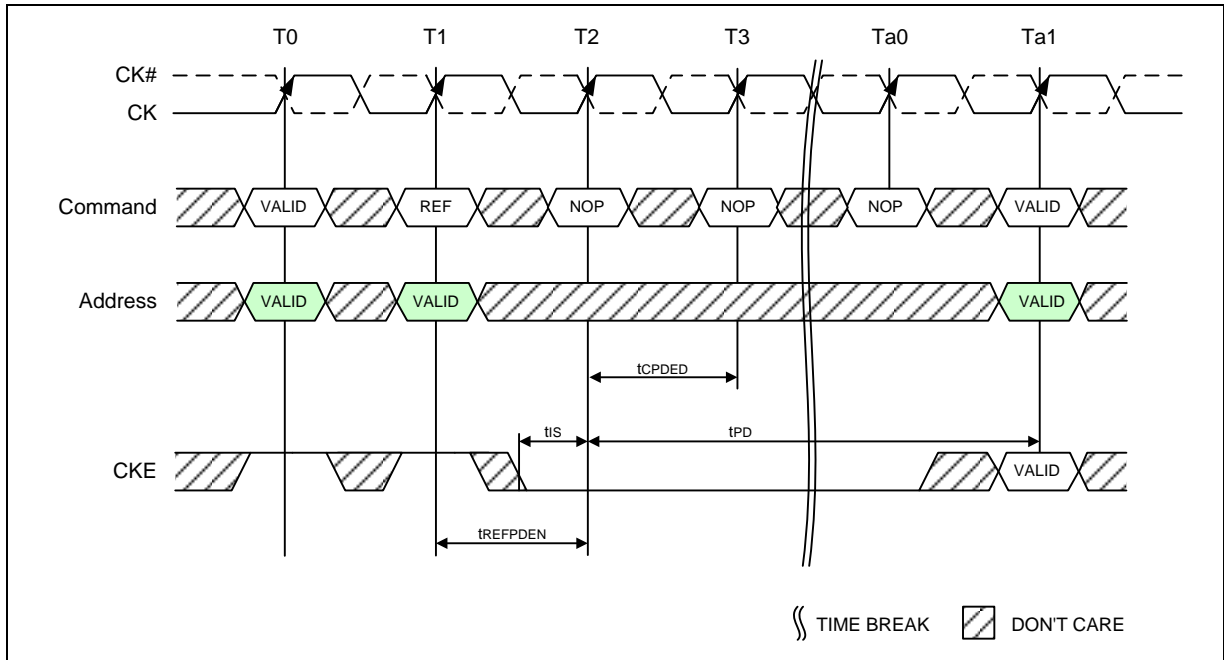 T0 T1 T2 T3 Ta0 Ta1
CK#
CK
Command VALID REF NOP NOP NOP VALID
Address VALID VALID VALID
tCPDED
tIS tPD
CKE VALID
tREFPDEN
TIME BREAK DON'T CARE